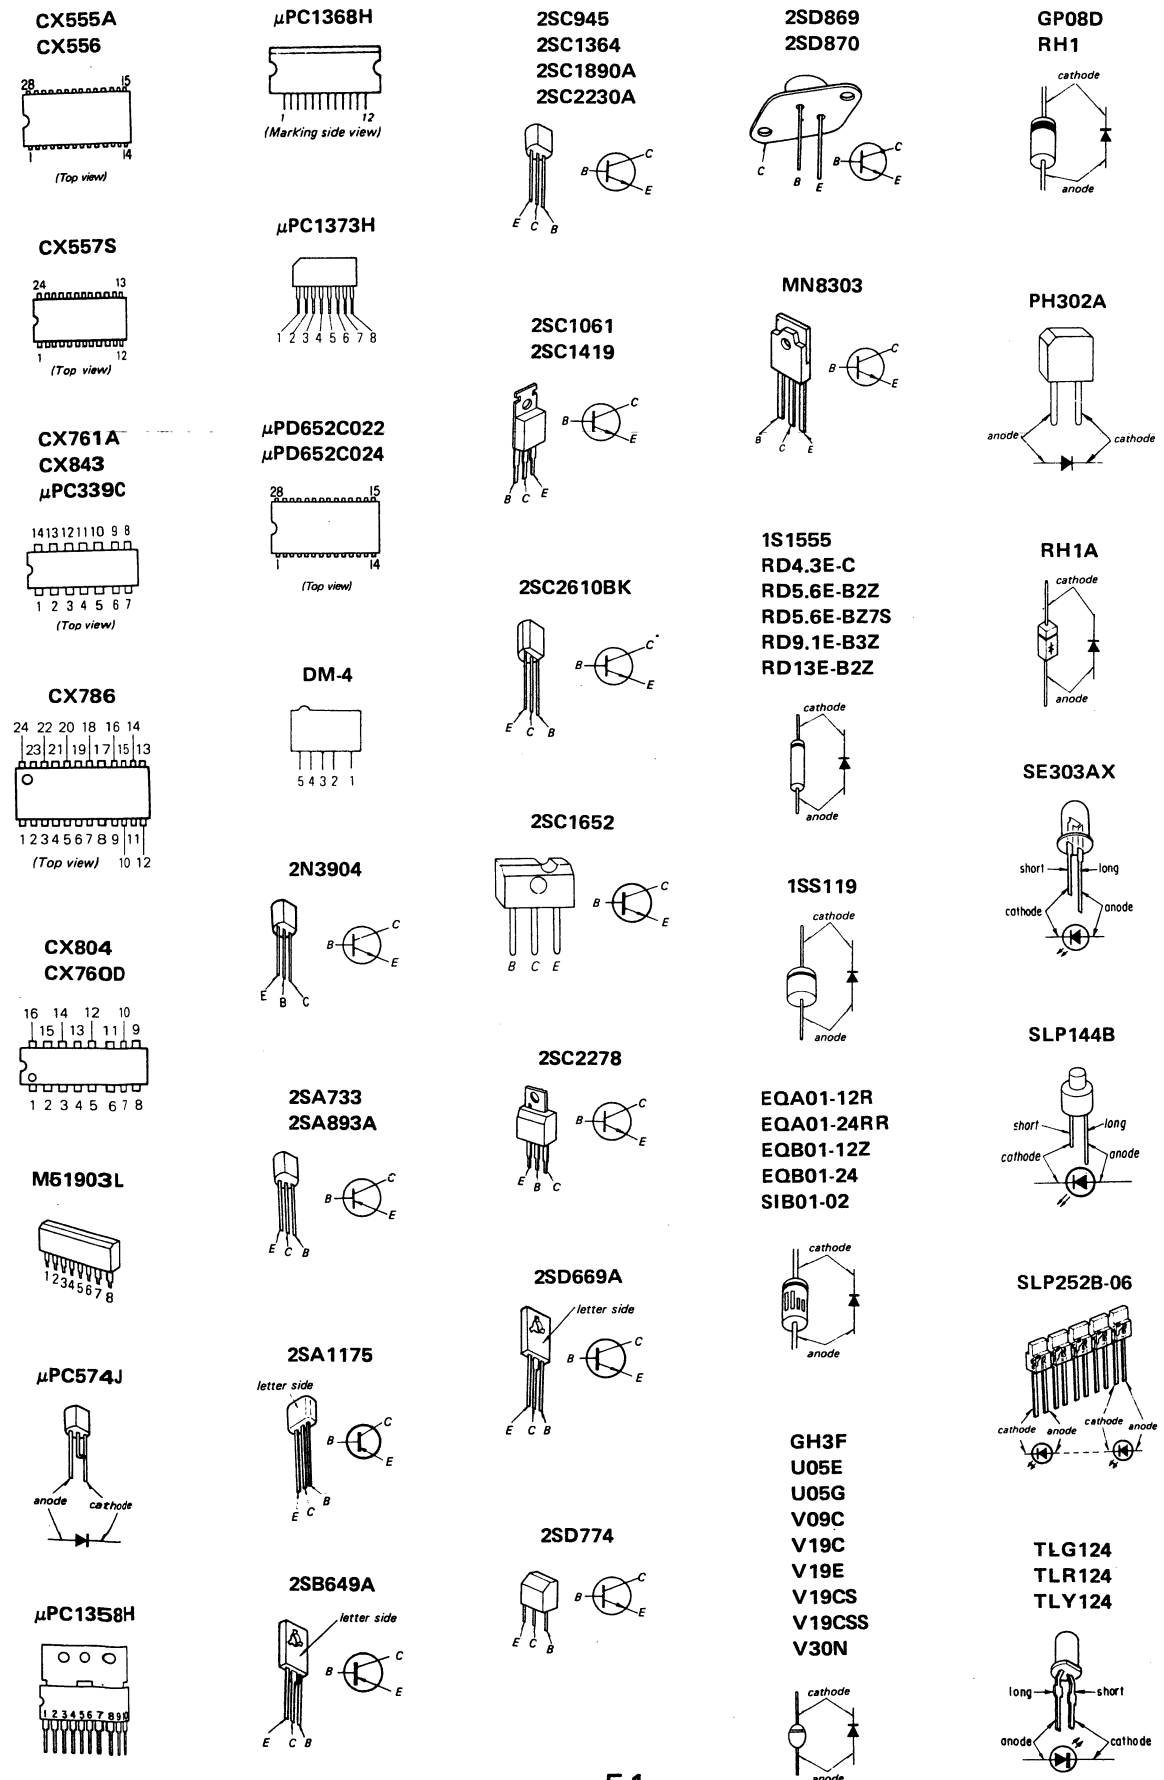 CX555A
CX556
28 15
1 14
(Top view)
CX557S
24 13
1 12
(Top view)
CX761A
CX843
μPC339C
14 13 12 11 10 9 8
1 2 3 4 5 6 7
(Top view)
CX786
24 22 20 18 16 14
23 21 19 17 15 13
1 2 3 4 5 6 7 8 9 11
(Top view) 10 12
CX804
CX760D
16 14 12 10
15 13 11 9
1 2 3 4 5 6 7 8
M51903L
1 2 3 4 5 6 7 8
μPC574J
anode cathode
μPC1358H
1 2 3 4 5 6 7 8 9 10
μPC1368H
1 12
(Marking side view)
μPC1373H
1 2 3 4 5 6 7 8
μPD652C022
μPD652C024
28 15
1 14
(Top view)
DM-4
5 4 3 2 1
2N3904
B C E
E B C
2SA733
2SA893A
B C E
E C B
2SA1175
letter side
B C E
E C B
2SB649A
letter side
B C E
E C B
2SC945
2SC1364
2SC1890A
2SC2230A
B C E
E C B
2SC1061
2SC1419
B C E
B C E
2SC2610BK
B C E
E C B
2SC1652
B C E
B C E
2SC2278
B C E
E B C
2SD669A
letter side
B C E
E C B
2SD774
B C E
E C B
2SD869
2SD870
C B E
B C E
MN8303
B C E
B C E
1S1555
RD4.3E-C
RD5.6E-B2Z
RD5.6E-BZ7S
RD9.1E-B3Z
RD13E-B2Z
cathode
anode
1SS119
cathode
anode
EQA01-12R
EQA01-24RR
EQB01-12Z
EQB01-24
SIB01-02
cathode
anode
GH3F
U05E
U05G
V09C
V19C
V19E
V19CS
V19CSS
V30N
cathode
anode
GP08D
RH1
cathode
anode
PH302A
anode cathode
RH1A
cathode
anode
SE303AX
short long
cathode anode
SLP144B
short long
cathode anode
SLP252B-06
cathode anode cathode anode
TLG124
TLR124
TLY124
long short
anode cathode